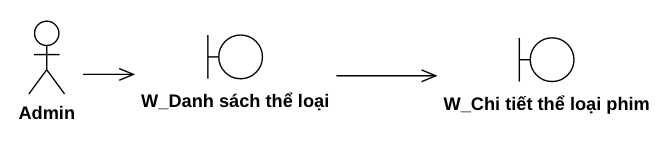 Admin
W_Danh sách thể loại
W_Chi tiết thể loại phim